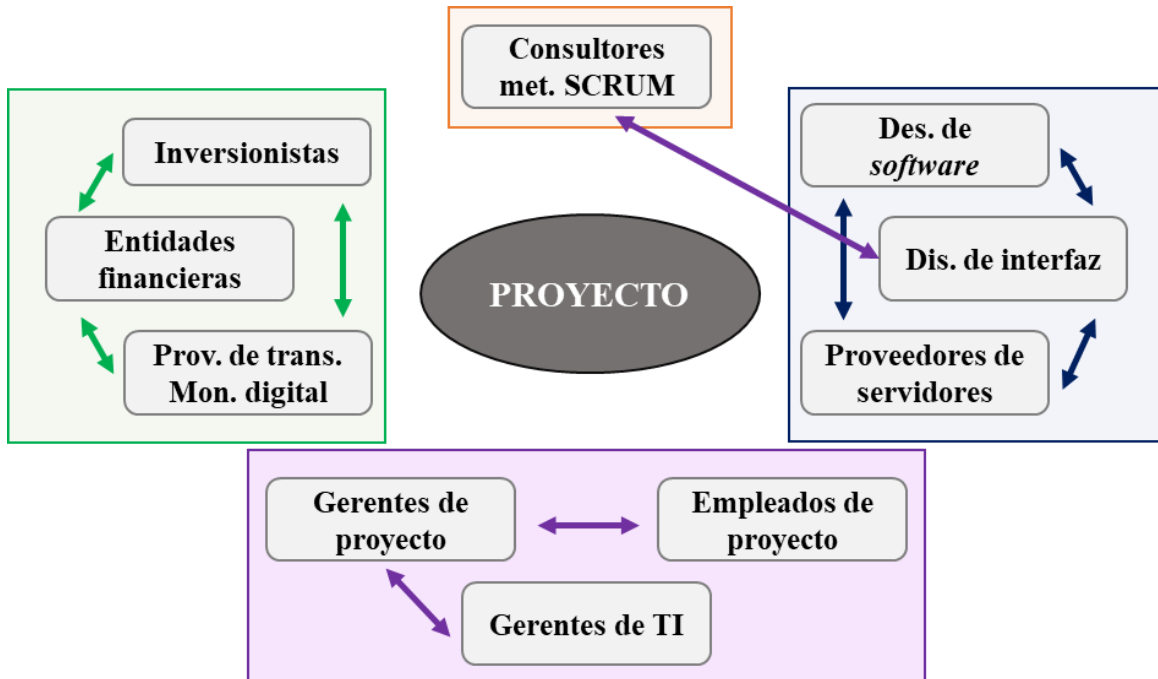 Consultores
met. SCRUM
Inversionistas
Entidades
financieras
Prov. de trans.
Mon. digital
PROYECTO
Des. de
software
Dis. de interfaz
Proveedores de
servidores
Gerentes de
proyecto
Empleados de
proyecto
Gerentes de TI